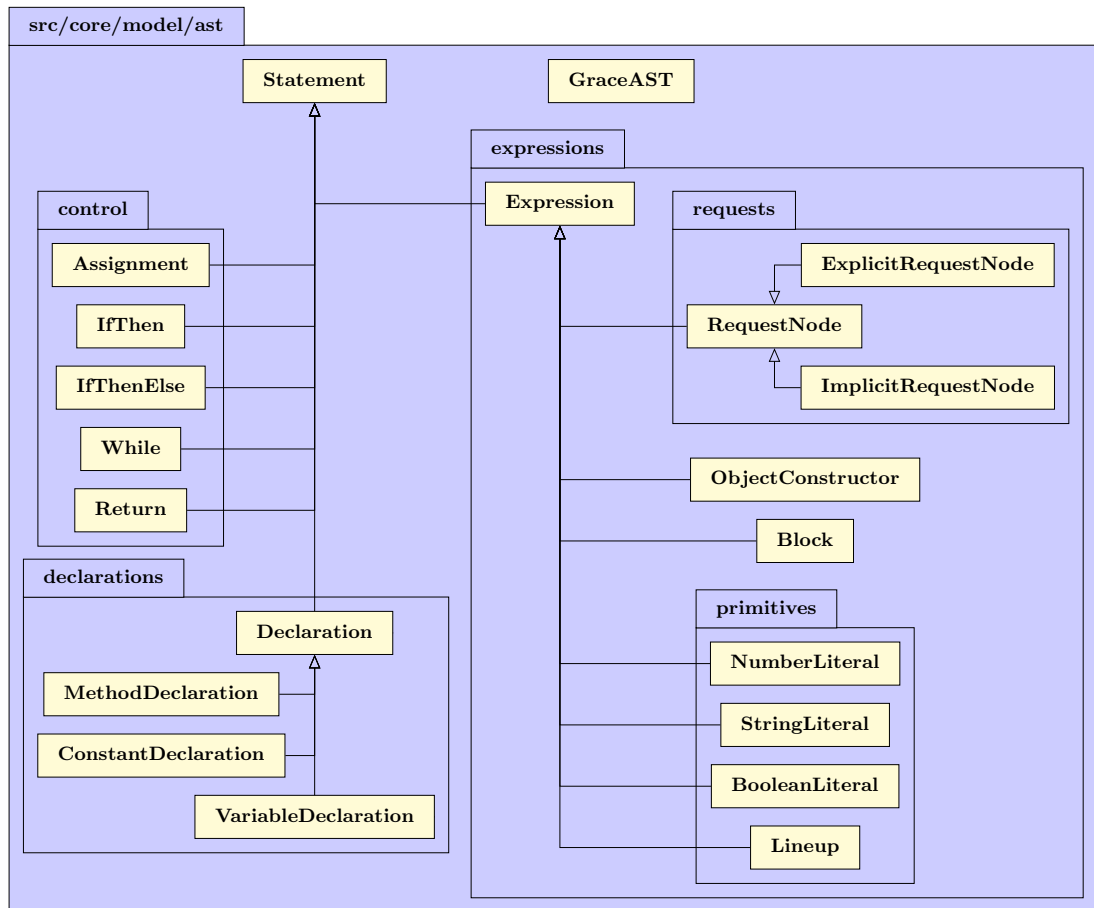 src/core/model/ast
Statement
GraceAST
expressions
Expression
control
requests
Assignment
ExplicitRequestNode
IfThen
RequestNode
IfThenElse
ImplicitRequestNode
While
ObjectConstructor
Return
Block
declarations
primitives
Declaration
NumberLiteral
MethodDeclaration
StringLiteral
ConstantDeclaration
BooleanLiteral
VariableDeclaration
Lineup